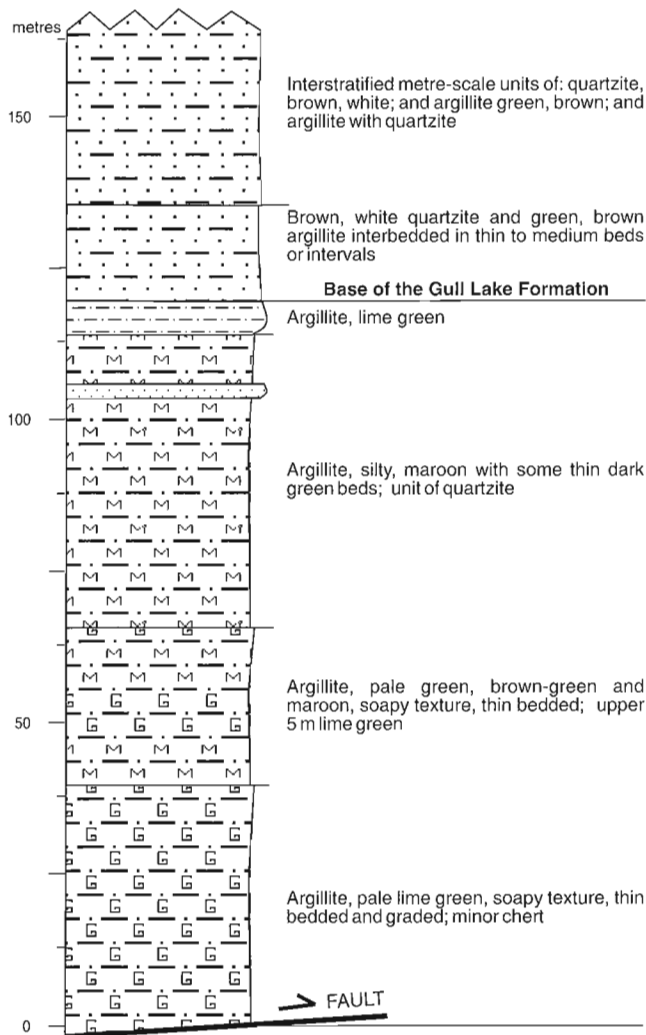 metres
150
Interstratified metre-scale units of: quartzite,
brown, white; and argillite green, brown; and
argillite with quartzite
Brown, white quartzite and green, brown
argillite interbedded in thin to medium beds
or intervals
Base of the Gull Lake Formation
Argillite, lime green
100
Argillite, silty, maroon with some thin dark
green beds; unit of quartzite
50
Argillite, pale green, brown-green and
maroon, soapy texture, thin bedded; upper
5 m lime green
Argillite, pale lime green, soapy texture, thin
bedded and graded; minor chert
FAULT
0